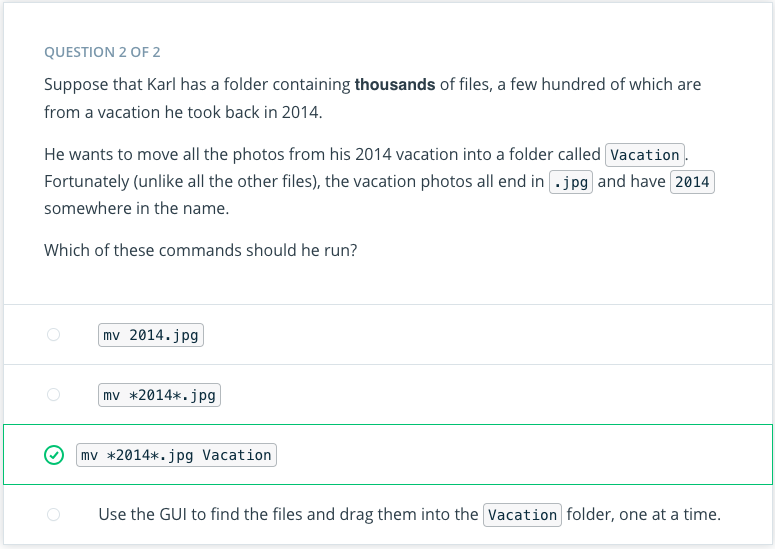 QUESTION 2 OF 2
Suppose that Karl has a folder containing thousands of files, a few hundred of which are
from a vacation he took back in 2014.
He wants to move all the photos from his 2014 vacation into a folder called Vacation.
Fortunately (unlike all the other files), the vacation photos all end in .jpg and have 2014
somewhere in the name.
Which of these commands should he run?
mv 2014.jpg
mv *2014*.jpg
mv *2014*.jpg Vacation
Use the GUI to find the files and drag them into the Vacation folder, one at a time.